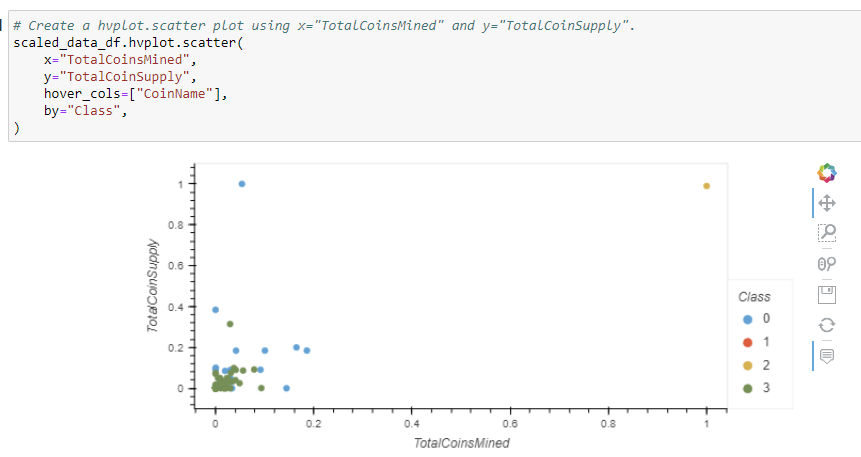 # Create a hvplot.scatter plot using x="TotalCoinsMined" and y="TotalCoinSupply".
scaled_data_df.hvplot.scatter(
x="TotalCoinsMined",
y="TotalCoinSupply",
hover_cols=["CoinName"],
by="Class",
)
TotalCoinSupply
1
0.8
0.6
0.4
0.2
0
0
0.2
0.4
0.6
0.8
1
TotalCoinsMined
Class
0
1
2
3